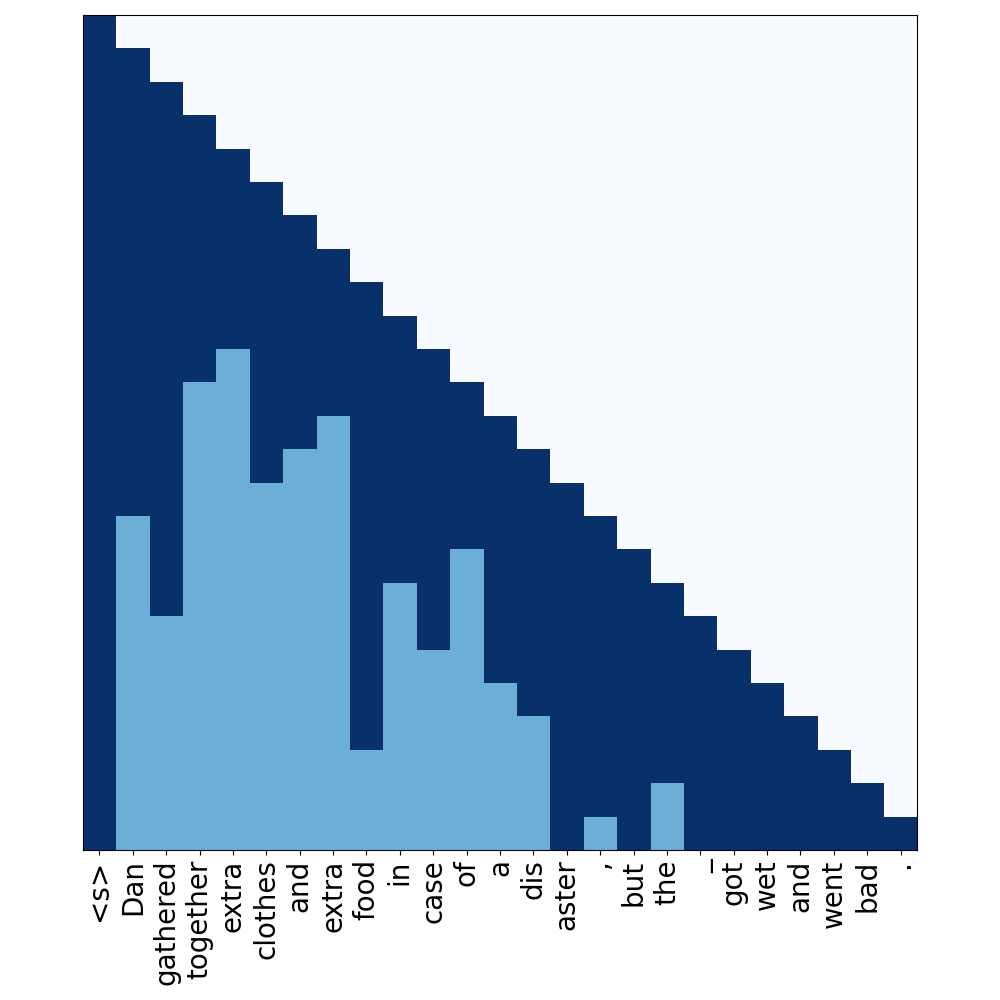 <s> Dan gathered together extra clothes and extra food in case of a dis aster , but the _ got wet and went bad .